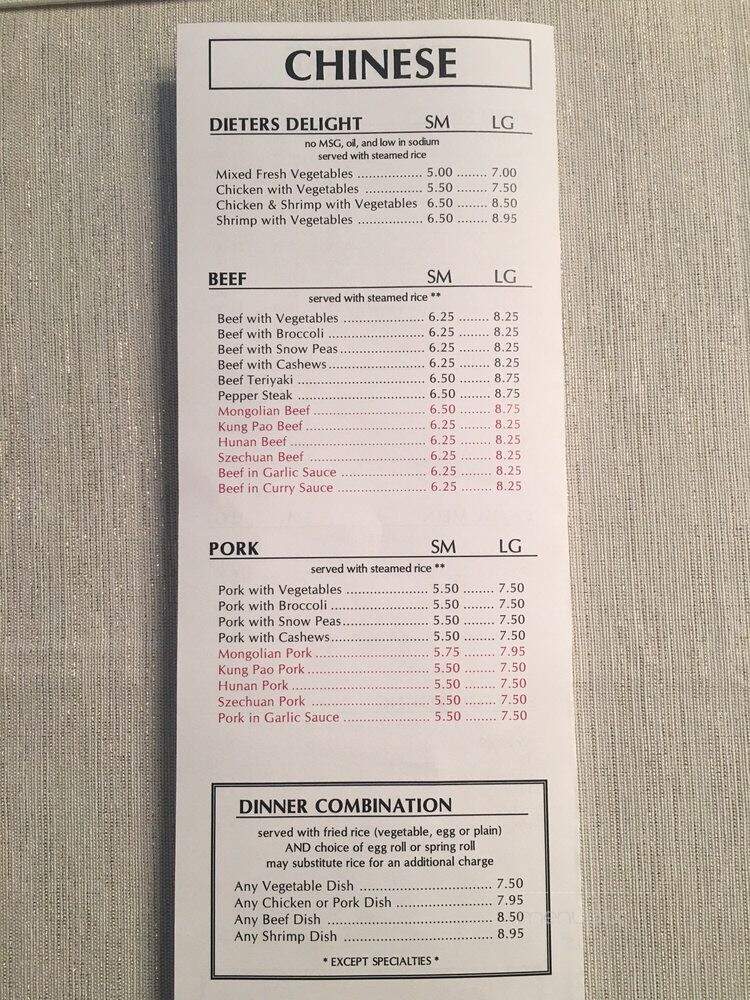 CHINESE
DIETERS DELIGHT SM LG
no MSG, oil, and low in sodium
served with steamed rice
Mixed Fresh Vegetables ................. 5.00 ........ 7.00
Chicken with Vegetables ............... 5.50 ........ 7.50
Chicken & Shrimp with Vegetables 6.50 ........ 8.50
Shrimp with Vegetables ................. 6.50 ........ 8.95
BEEF SM LG
served with steamed rice **
Beef with Vegetables ..................... 6.25 ........ 8.25
Beef with Broccoli ......................... 6.25 ........ 8.25
Beef with Snow Peas...................... 6.25 ........ 8.25
Beef with Cashews......................... 6.25 ........ 8.25
Beef Teriyaki ................................. 6.50 ........ 8.75
Pepper Steak ................................. 6.50 ........ 8.75
Mongolian Beef ............................. 6.50 ........ 8.75
Kung Pao Beef ............................... 6.25 ........ 8.25
Hunan Beef ................................... 6.25 ........ 8.25
Szechuan Beef ............................... 6.25 ........ 8.25
Beef in Garlic Sauce ...................... 6.25 ........ 8.25
Beef in Curry Sauce ....................... 6.25 ........ 8.25
PORK SM LG
served with steamed rice **
Pork with Vegetables ..................... 5.50 ........ 7.50
Pork with Broccoli ......................... 5.50 ........ 7.50
Pork with Snow Peas...................... 5.50 ........ 7.50
Pork with Cashews......................... 5.50 ........ 7.50
Mongolian Pork ............................. 5.75 ........ 7.95
Kung Pao Pork ............................... 5.50 ........ 7.50
Hunan Pork ................................... 5.50 ........ 7.50
Szechuan Pork ............................... 5.50 ........ 7.50
Pork in Garlic Sauce ...................... 5.50 ........ 7.50
DINNER COMBINATION
served with fried rice (vegetable, egg or plain)
AND choice of egg roll or spring roll
may substitute rice for an additional charge
Any Vegetable Dish .................................. 7.50
Any Chicken or Pork Dish ........................ 7.95
Any Beef Dish .......................................... 8.50
Any Shrimp Dish ...................................... 8.95
* EXCEPT SPECIALTIES *